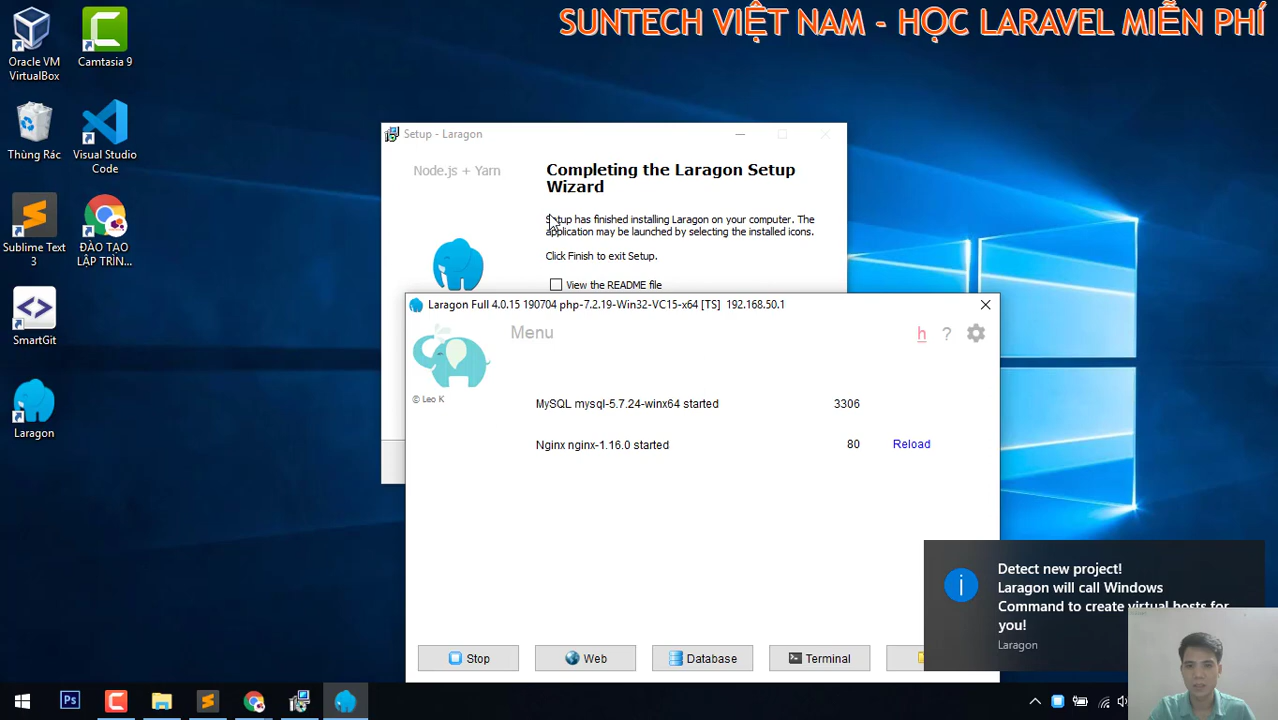 SUNTECH VIỆT NAM - HỌC LARAVEL MIỄN PHÍ
Oracle VM
VirtualBox
Camtasia 9
Thùng Rác
Visual Studio
Code
Sublime Text
3
ĐÀO TẠO
LẬP TRÌN...
SmartGit
Laragon
Setup - Laragon
Node.js + Yarn
Completing the Laragon Setup
Wizard
Setup has finished installing Laragon on your computer. The
application may be launched by selecting the installed icons.
Click Finish to exit Setup.
View the README file
Laragon Full 4.0.15 190704 php-7.2.19-Win32-VC15-x64 [TS] 192.168.50.1
Menu
h ?
© Leo K
MySQL mysql-5.7.24-winx64 started 3306
Nginx nginx-1.16.0 started 80 Reload
Stop
Web
Database
Terminal
Detect new project!
Laragon will call Windows
Command to create virtual hosts for
you!
Laragon
Ps